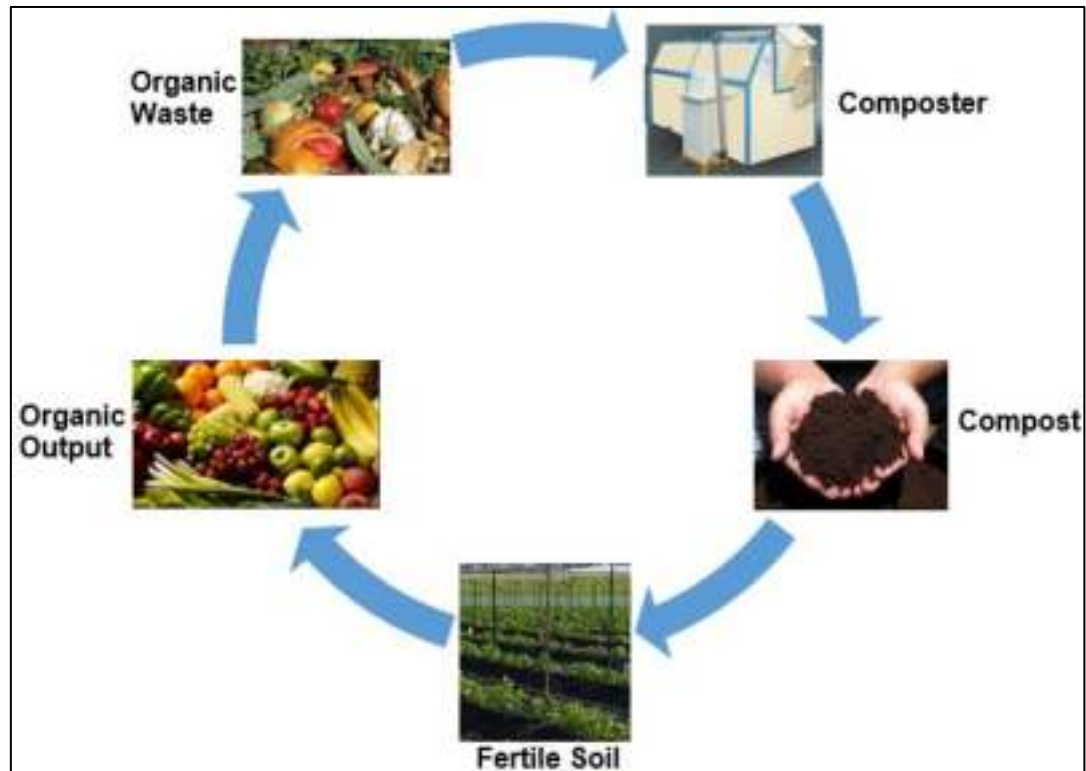 Organic
Waste
Composter
Compost
Fertile Soil
Organic
Output